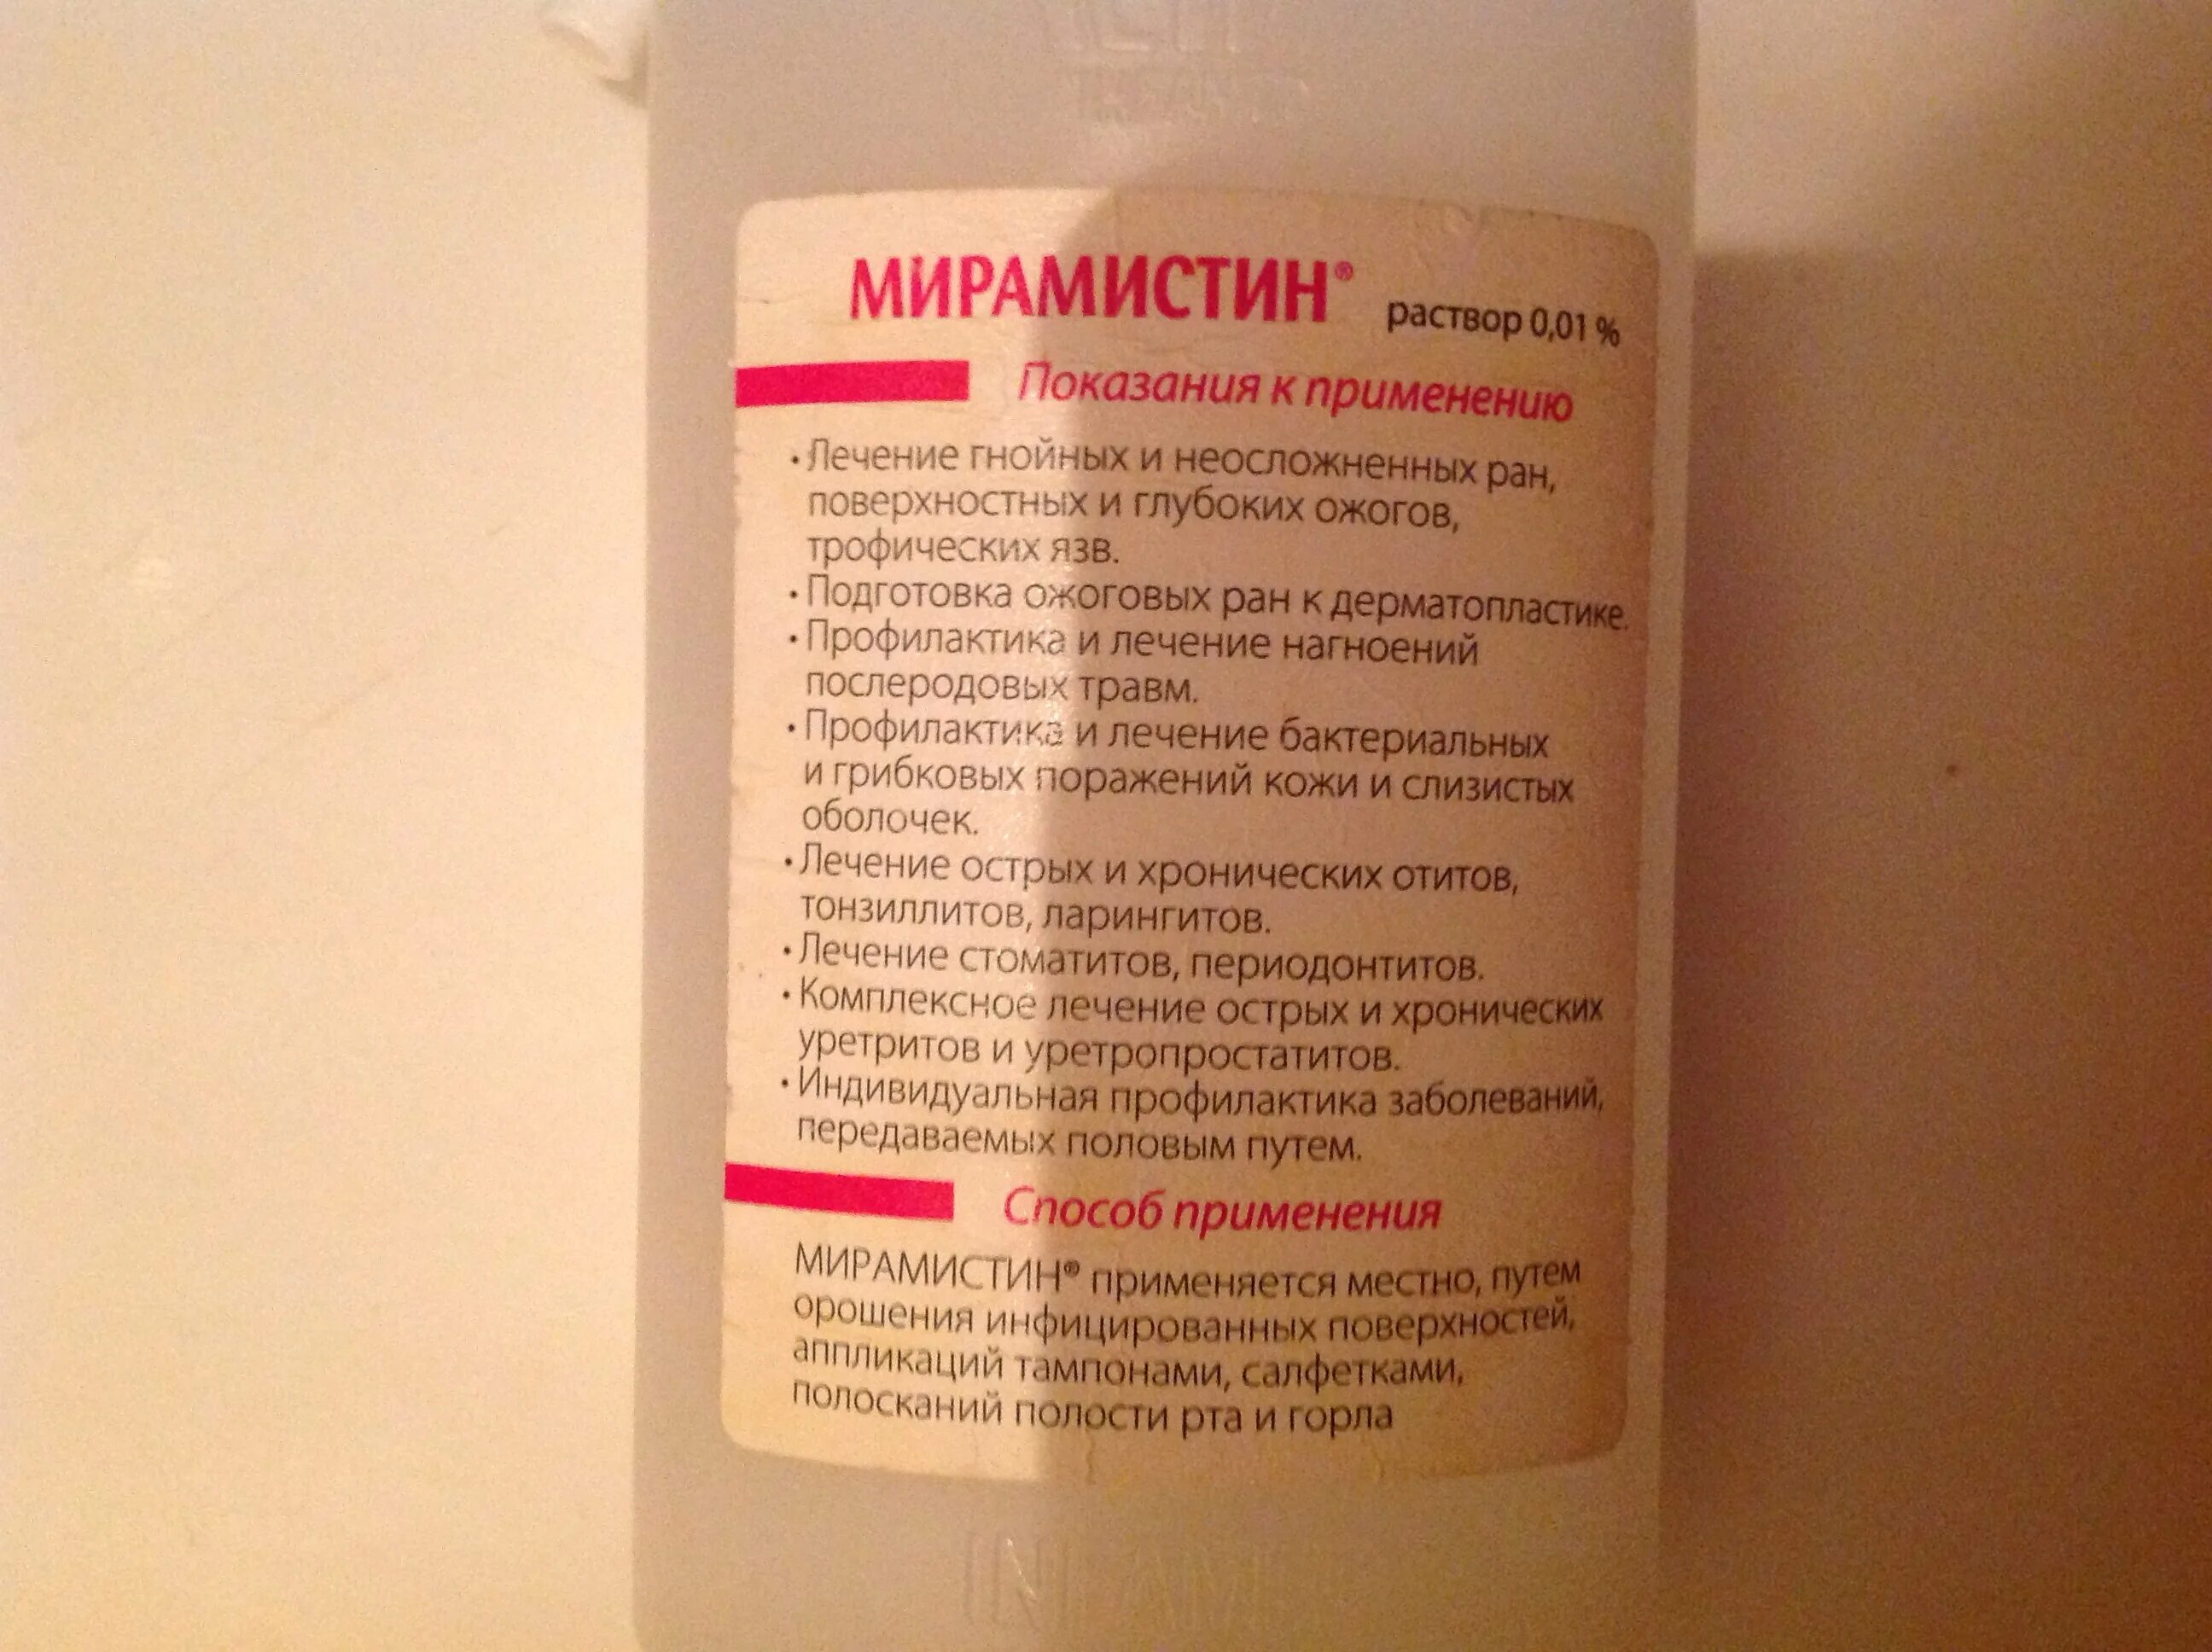 МИРАМИСТИН® раствор 0,01 %
Показания к применению
· Лечение гнойных и неосложненных ран,
поверхностных и глубоких ожогов,
трофических язв.
· Подготовка ожоговых ран к дерматопластике.
· Профилактика и лечение нагноений
послеродовых травм.
· Профилактика и лечение бактериальных
и грибковых поражений кожи и слизистых
оболочек.
· Лечение острых и хронических отитов,
тонзиллитов, ларингитов.
· Лечение стоматитов, периодонтитов.
· Комплексное лечение острых и хронических
уретритов и уретропростатитов.
· Индивидуальная профилактика заболеваний,
передаваемых половым путем.
Способ применения
МИРАМИСТИН® применяется местно, путем
орошения инфицированных поверхностей,
аппликаций тампонами, салфетками,
полосканий полости рта и горла